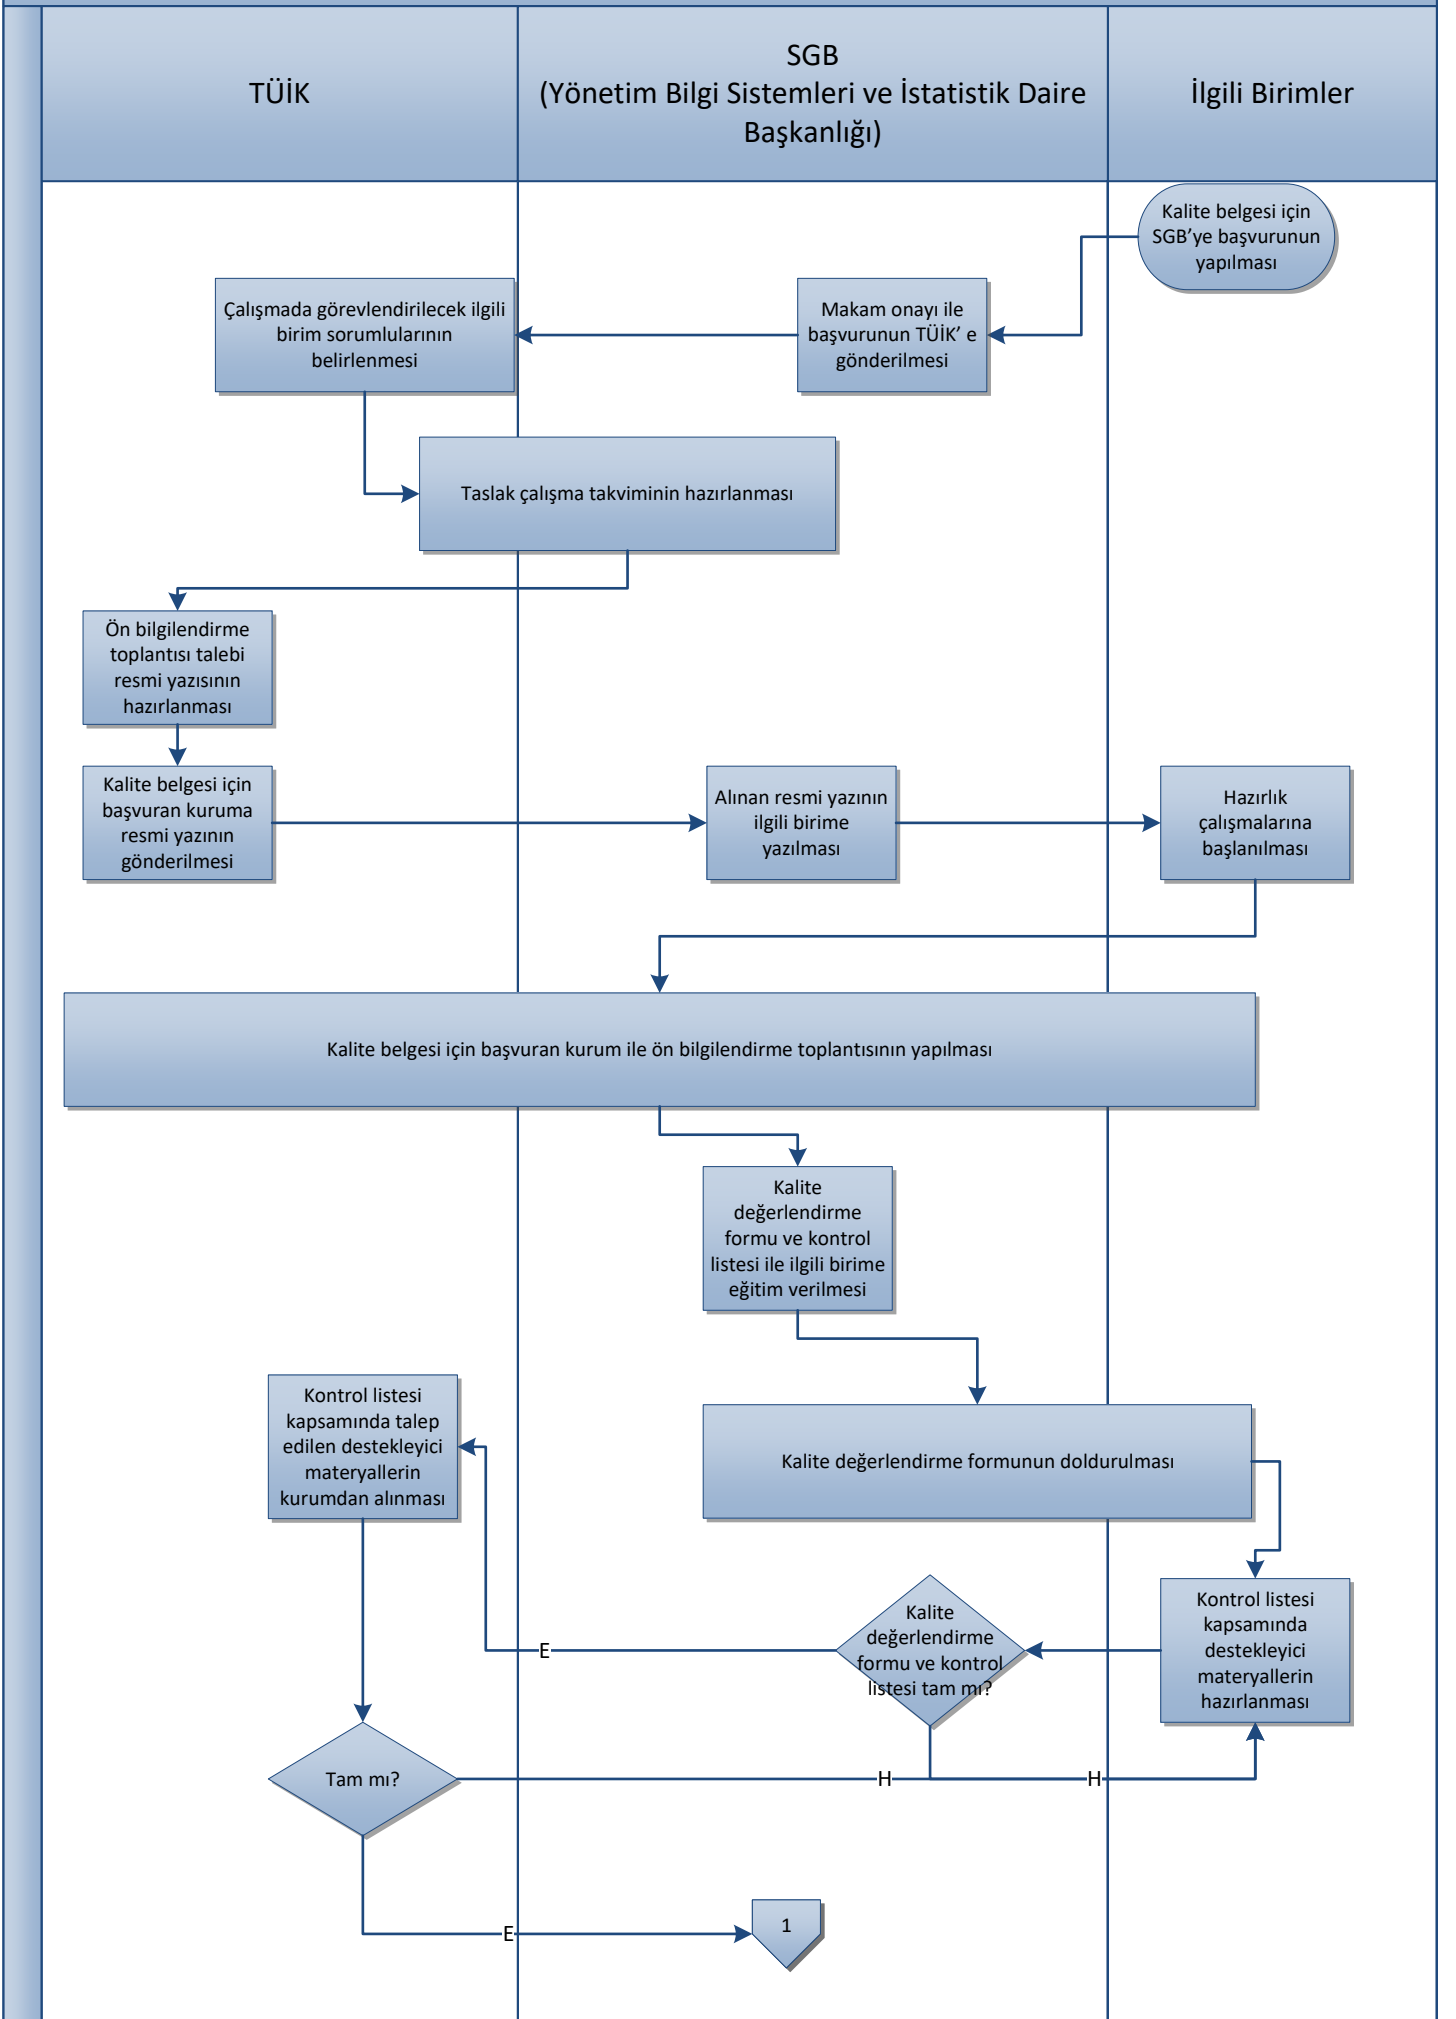 TÜİK
SGB
(Yönetim Bilgi Sistemleri ve İstatistik Daire
Başkanlığı)
İlgili Birimler
Kalite belgesi için
SGB’ye başvurunun
yapılması
Makam onayı ile
başvurunun TÜİK’ e
gönderilmesi
Çalışmada görevlendirilecek ilgili
birim sorumlularının
belirlenmesi
Taslak çalışma takviminin hazırlanması
Ön bilgilendirme
toplantısı talebi
resmi yazısının
hazırlanması
Kalite belgesi için
başvuran kuruma
resmi yazının
gönderilmesi
Alınan resmi yazının
ilgili birime
yazılması
Hazırlık
çalışmalarına
başlanılması
Kalite belgesi için başvuran kurum ile ön bilgilendirme toplantısının yapılması
Kalite
değerlendirme
formu ve kontrol
listesi ile ilgili birime
eğitim verilmesi
Kalite değerlendirme formunun doldurulması
Kontrol listesi
kapsamında talep
edilen destekleyici
materyallerin
kurumdan alınması
Kontrol listesi
kapsamında
destekleyici
materyallerin
hazırlanması
Kalite
değerlendirme
formu ve kontrol
listesi tam mı?
E
Tam mı?
H
H
E
1